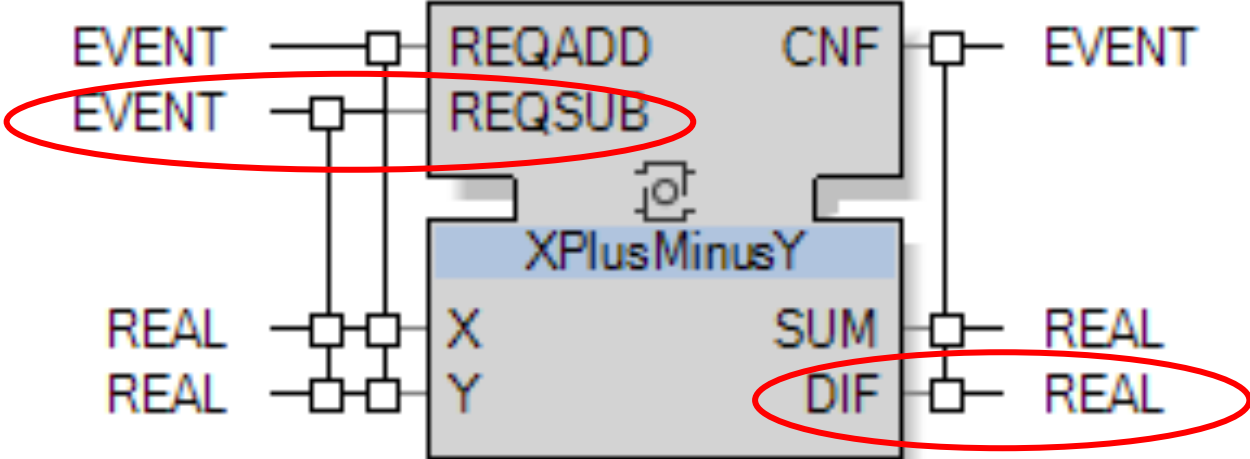 EVENT REQADD CNF EVENT
EVENT REQSUB
XPlusMinusY
REAL X SUM REAL
REAL Y DIF REAL